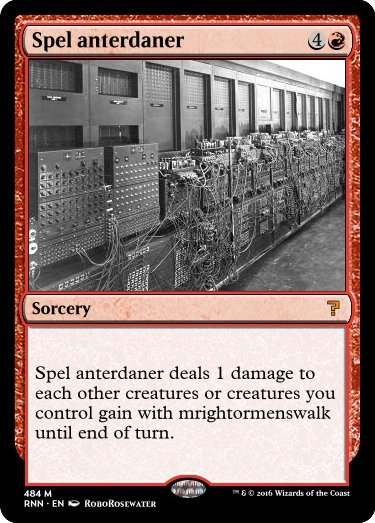 Spel anterdaner 4
Sorcery ?
Spel anterdaner deals 1 damage to
each other creatures or creatures you
control gain with mrightormenswalk
until end of turn.
484 M
RNN • EN RoboRosewater
™ & © 2016 Wizards of the Coast